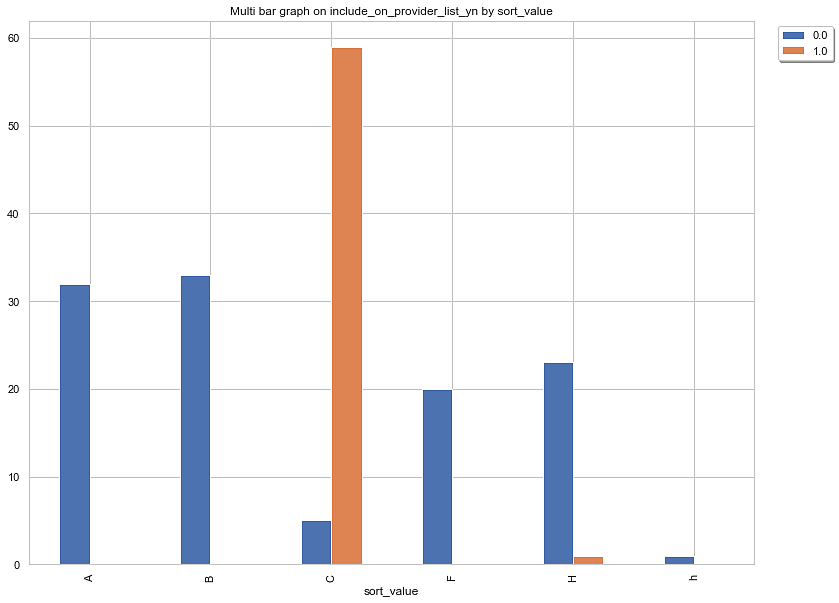 Multi bar graph on include_on_provider_list_yn by sort_value
0.0
1.0
60
50
40
30
20
10
0
A
B
C
F
H
h
sort_value